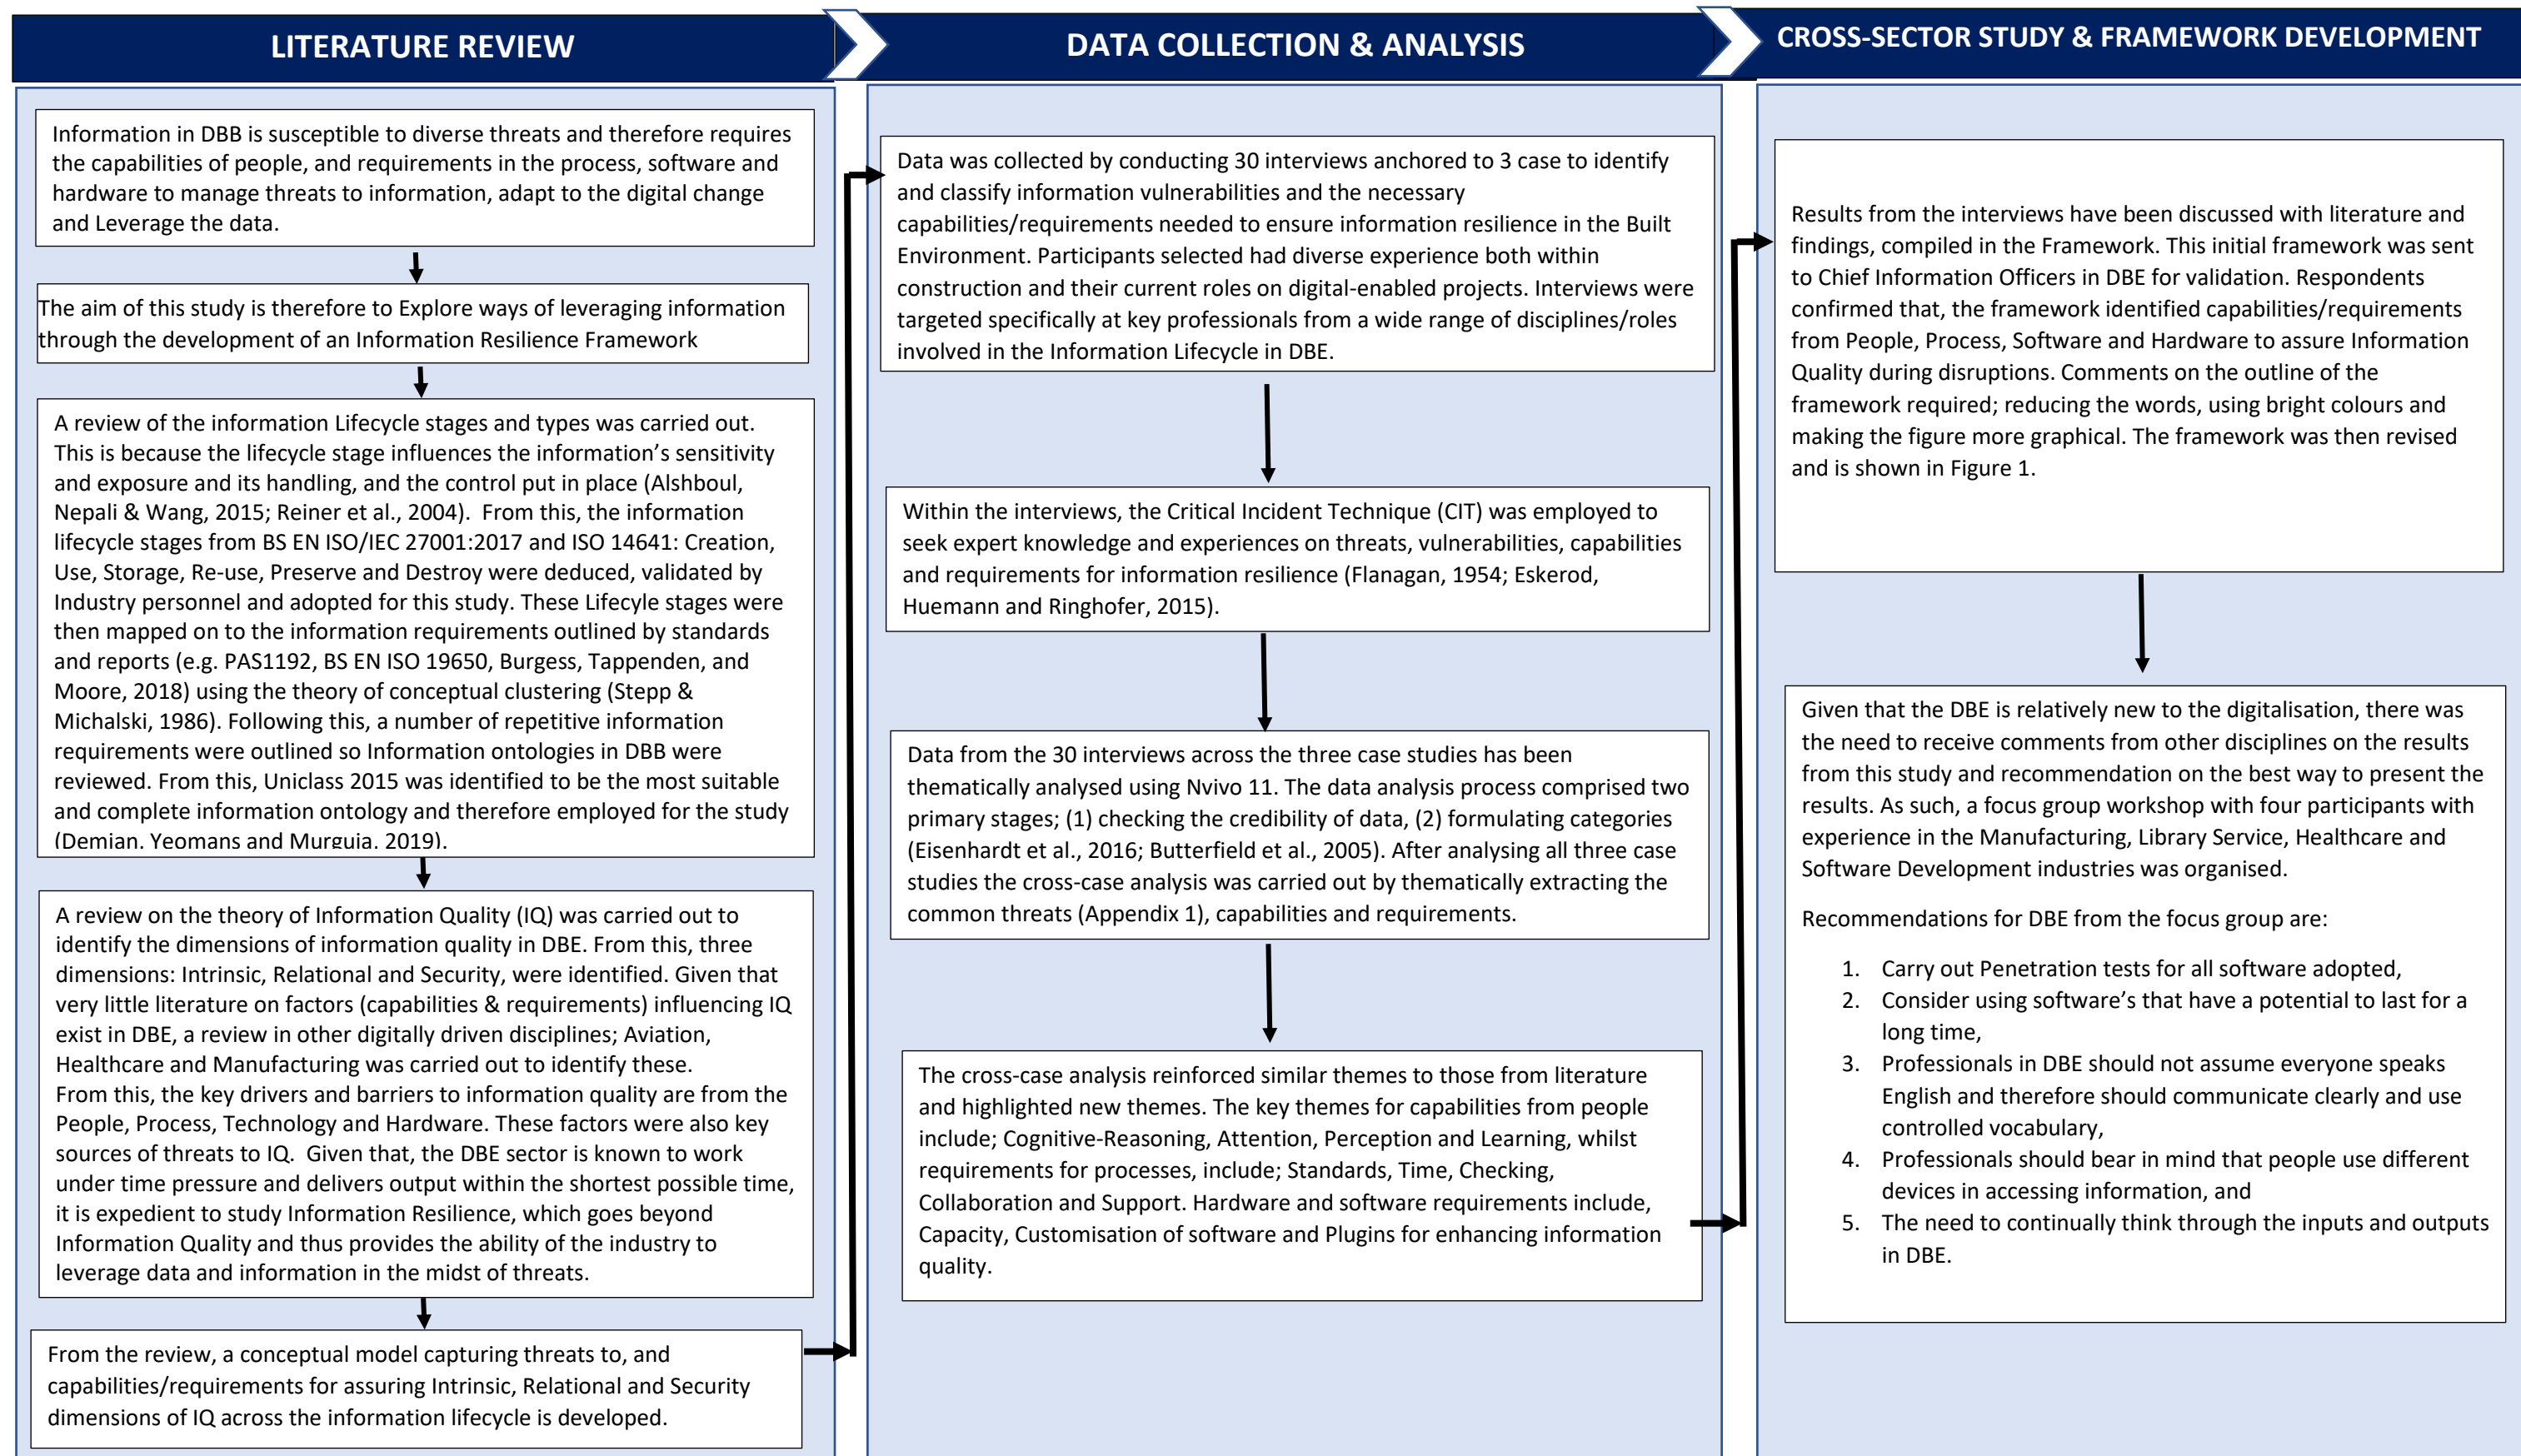 LITERATURE REVIEW
Information in DBB is susceptible to diverse threats and therefore requires
the capabilities of people, and requirements in the process, software and
hardware to manage threats to information, adapt to the digital change
and Leverage the data.
The aim of this study is therefore to Explore ways of leveraging information
through the development of an Information Resilience Framework
A review of the information Lifecycle stages and types was carried out.
This is because the lifecycle stage influences the information’s sensitivity
and exposure and its handling, and the control put in place (Alshboul,
Nepali & Wang, 2015; Reiner et al., 2004).  From this, the information
lifecycle stages from BS EN ISO/IEC 27001:2017 and ISO 14641: Creation,
Use, Storage, Re-use, Preserve and Destroy were deduced, validated by
Industry personnel and adopted for this study. These Lifecyle stages were
then mapped on to the information requirements outlined by standards
and reports (e.g. PAS1192, BS EN ISO 19650, Burgess, Tappenden, and
Moore, 2018) using the theory of conceptual clustering (Stepp &
Michalski, 1986). Following this, a number of repetitive information
requirements were outlined so Information ontologies in DBB were
reviewed. From this, Uniclass 2015 was identified to be the most suitable
and complete information ontology and therefore employed for the study
(Demian, Yeomans and Murguia, 2019).
A review on the theory of Information Quality (IQ) was carried out to
identify the dimensions of information quality in DBE. From this, three
dimensions: Intrinsic, Relational and Security, were identified. Given that
very little literature on factors (capabilities & requirements) influencing IQ
exist in DBE, a review in other digitally driven disciplines; Aviation,
Healthcare and Manufacturing was carried out to identify these.
From this, the key drivers and barriers to information quality are from the
People, Process, Technology and Hardware. These factors were also key
sources of threats to IQ.  Given that, the DBE sector is known to work
under time pressure and delivers output within the shortest possible time,
it is expedient to study Information Resilience, which goes beyond
Information Quality and thus provides the ability of the industry to
leverage data and information in the midst of threats.
From the review, a conceptual model capturing threats to, and
capabilities/requirements for assuring Intrinsic, Relational and Security
dimensions of IQ across the information lifecycle is developed.
DATA COLLECTION & ANALYSIS
Data was collected by conducting 30 interviews anchored to 3 case to identify
and classify information vulnerabilities and the necessary
capabilities/requirements needed to ensure information resilience in the Built
Environment. Participants selected had diverse experience both within
construction and their current roles on digital-enabled projects. Interviews were
targeted specifically at key professionals from a wide range of disciplines/roles
involved in the Information Lifecycle in DBE.
Within the interviews, the Critical Incident Technique (CIT) was employed to
seek expert knowledge and experiences on threats, vulnerabilities, capabilities
and requirements for information resilience (Flanagan, 1954; Eskerod,
Huemann and Ringhofer, 2015).
Data from the 30 interviews across the three case studies has been
thematically analysed using Nvivo 11. The data analysis process comprised two
primary stages; (1) checking the credibility of data, (2) formulating categories
(Eisenhardt et al., 2016; Butterfield et al., 2005). After analysing all three case
studies the cross-case analysis was carried out by thematically extracting the
common threats (Appendix 1), capabilities and requirements.
The cross-case analysis reinforced similar themes to those from literature
and highlighted new themes. The key themes for capabilities from people
include; Cognitive-Reasoning, Attention, Perception and Learning, whilst
requirements for processes, include; Standards, Time, Checking,
Collaboration and Support. Hardware and software requirements include,
Capacity, Customisation of software and Plugins for enhancing information
quality.
CROSS-SECTOR STUDY & FRAMEWORK DEVELOPMENT
Results from the interviews have been discussed with literature and
findings, compiled in the Framework. This initial framework was sent
to Chief Information Officers in DBE for validation. Respondents
confirmed that, the framework identified capabilities/requirements
from People, Process, Software and Hardware to assure Information
Quality during disruptions. Comments on the outline of the
framework required; reducing the words, using bright colours and
making the figure more graphical. The framework was then revised
and is shown in Figure 1.
Given that the DBE is relatively new to the digitalisation, there was
the need to receive comments from other disciplines on the results
from this study and recommendation on the best way to present the
results. As such, a focus group workshop with four participants with
experience in the Manufacturing, Library Service, Healthcare and
Software Development industries was organised.
Recommendations for DBE from the focus group are:
1. Carry out Penetration tests for all software adopted,
2. Consider using software’s that have a potential to last for a
long time,
3. Professionals in DBE should not assume everyone speaks
English and therefore should communicate clearly and use
controlled vocabulary,
4. Professionals should bear in mind that people use different
devices in accessing information, and
5. The need to continually think through the inputs and outputs
in DBE.